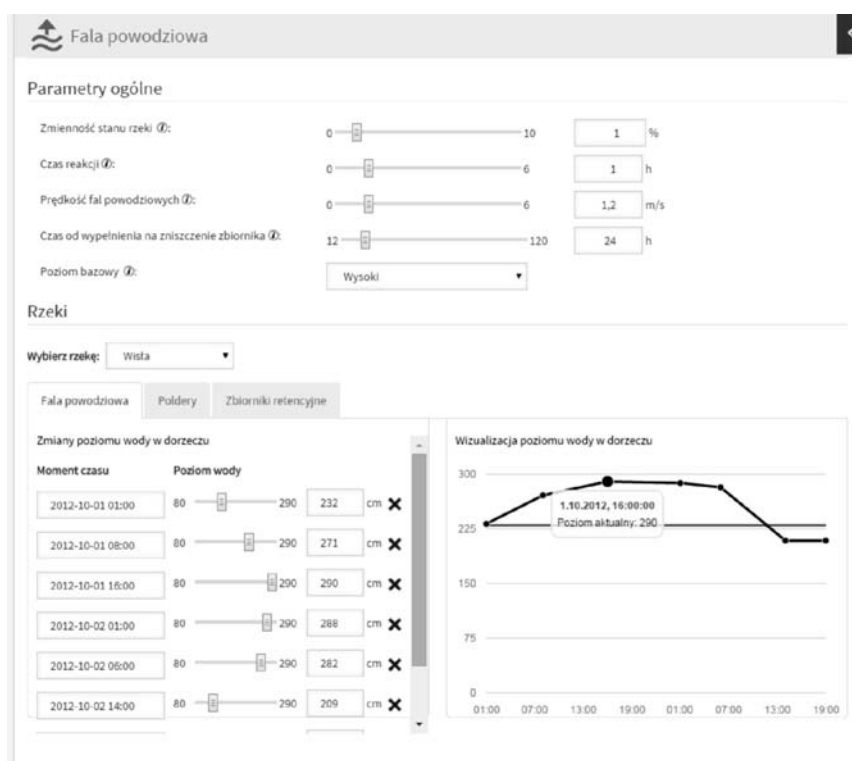 Fala powodziowa
Parametry ogólne
Zmienność stanu rzeki ⓘ: 0 10 1 %
Czas reakcji ⓘ: 0 6 1 h
Prędkość fal powodziowych ⓘ: 0 6 1,2 m/s
Czas od wypełnienia na zniszczenie zbiornika ⓘ: 12 120 24 h
Poziom bazowy ⓘ: Wysoki
Rzeki
Wybierz rzekę: Wisła
Fala powodziowa Poldery Zbiorniki retencyjne
Zmiany poziomu wody w dorzeczu
Moment czasu Poziom wody
2012-10-01 01:00 80 290 232 cm
2012-10-01 08:00 80 290 271 cm
2012-10-01 16:00 80 290 290 cm
2012-10-02 01:00 80 290 288 cm
2012-10-02 06:00 80 290 282 cm
2012-10-02 14:00 80 290 209 cm
Wizualizacja poziomu wody w dorzeczu
300
1.10.2012, 16:00:00
Poziom aktualny: 290
225
150
75
0
01:00 07:00 13:00 19:00 01:00 07:00 13:00 19:00